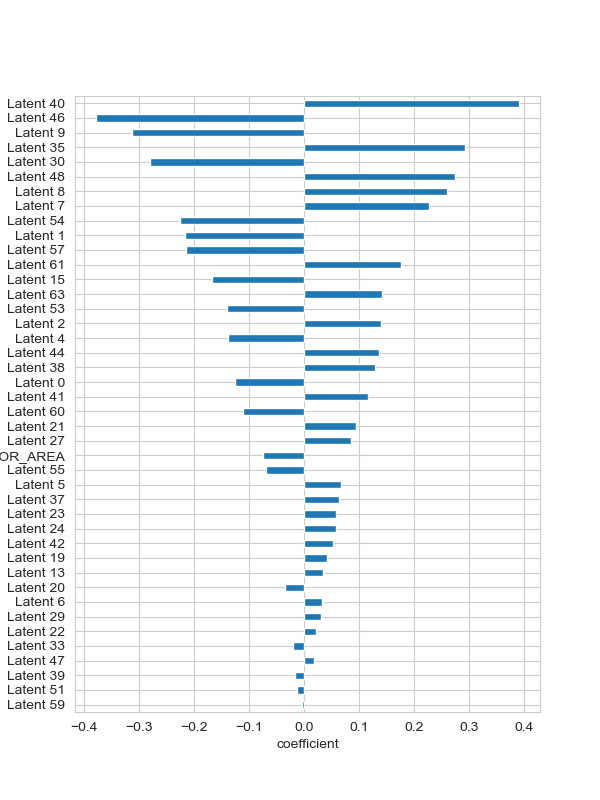 Latent 40
Latent 46
Latent 9
Latent 35
Latent 30
Latent 48
Latent 8
Latent 7
Latent 54
Latent 1
Latent 57
Latent 61
Latent 15
Latent 63
Latent 53
Latent 2
Latent 4
Latent 44
Latent 38
Latent 0
Latent 41
Latent 60
Latent 21
Latent 27
OR_AREA
Latent 55
Latent 5
Latent 37
Latent 23
Latent 24
Latent 42
Latent 19
Latent 13
Latent 20
Latent 6
Latent 29
Latent 22
Latent 33
Latent 47
Latent 39
Latent 51
Latent 59
−0.4 −0.3 −0.2 −0.1 0.0 0.1 0.2 0.3 0.4
coefficient